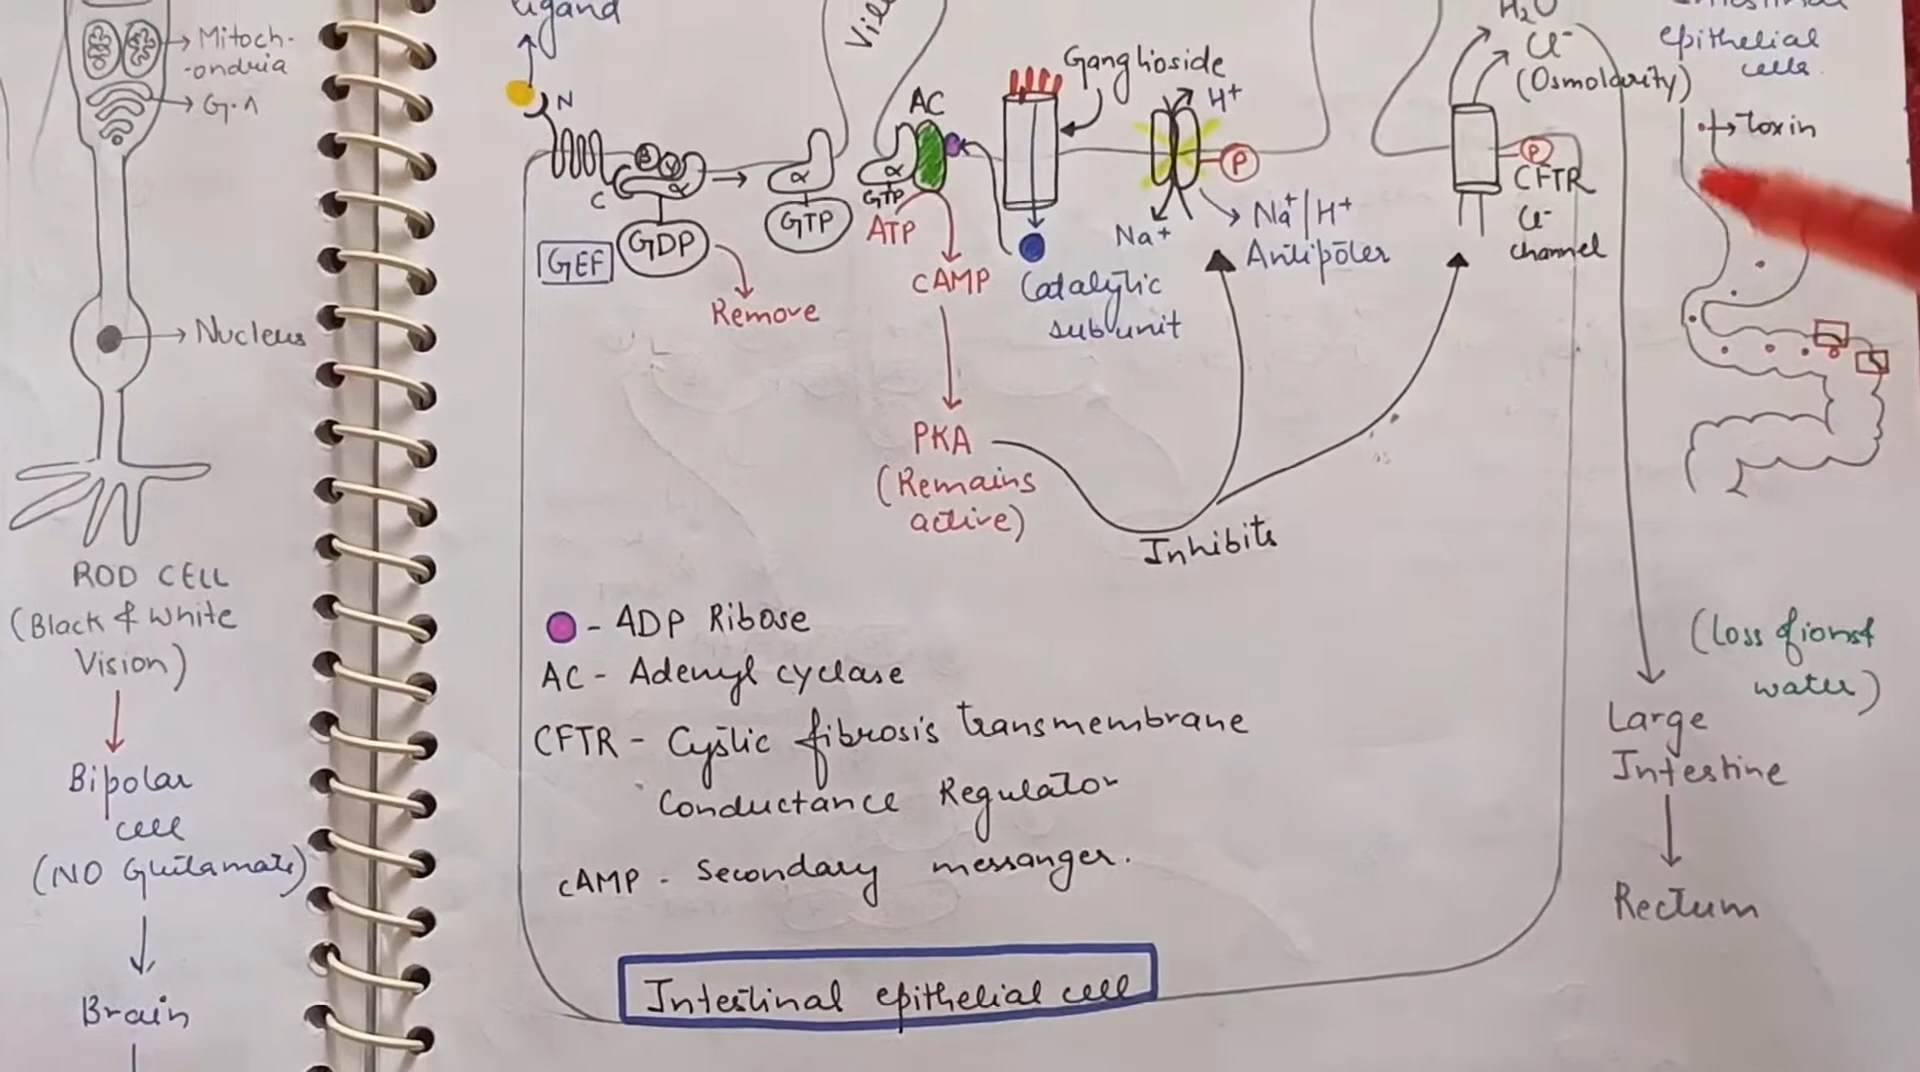 Mitoch-
-ondria
G.A
Nucleus
ROD CELL
(Black & White
Vision)
Bipolar
cell
(NO Glutamate)
Brain
ligand
N
C
β
γ
α
GDP
GEF
Remove
α
GTP
Vill
AC
α
GTP
ATP
cAMP
PKA
(Remains
active)
Inhibits
Ganglioside
Catalytic
subunit
H+
P
Na+
Na+/H+
Antipoter
H2O
Cl-
(Osmolarity)
P
CFTR
Cl-
channel
Intestinal
epithelial
cells.
toxin
(loss of ions &
water)
Large
Intestine
Rectum
- ADP Ribose
AC - Adenyl cyclase
CFTR - Cystic fibrosis transmembrane
Conductance Regulator
cAMP - Secondary messanger.
Intestinal epithelial cell